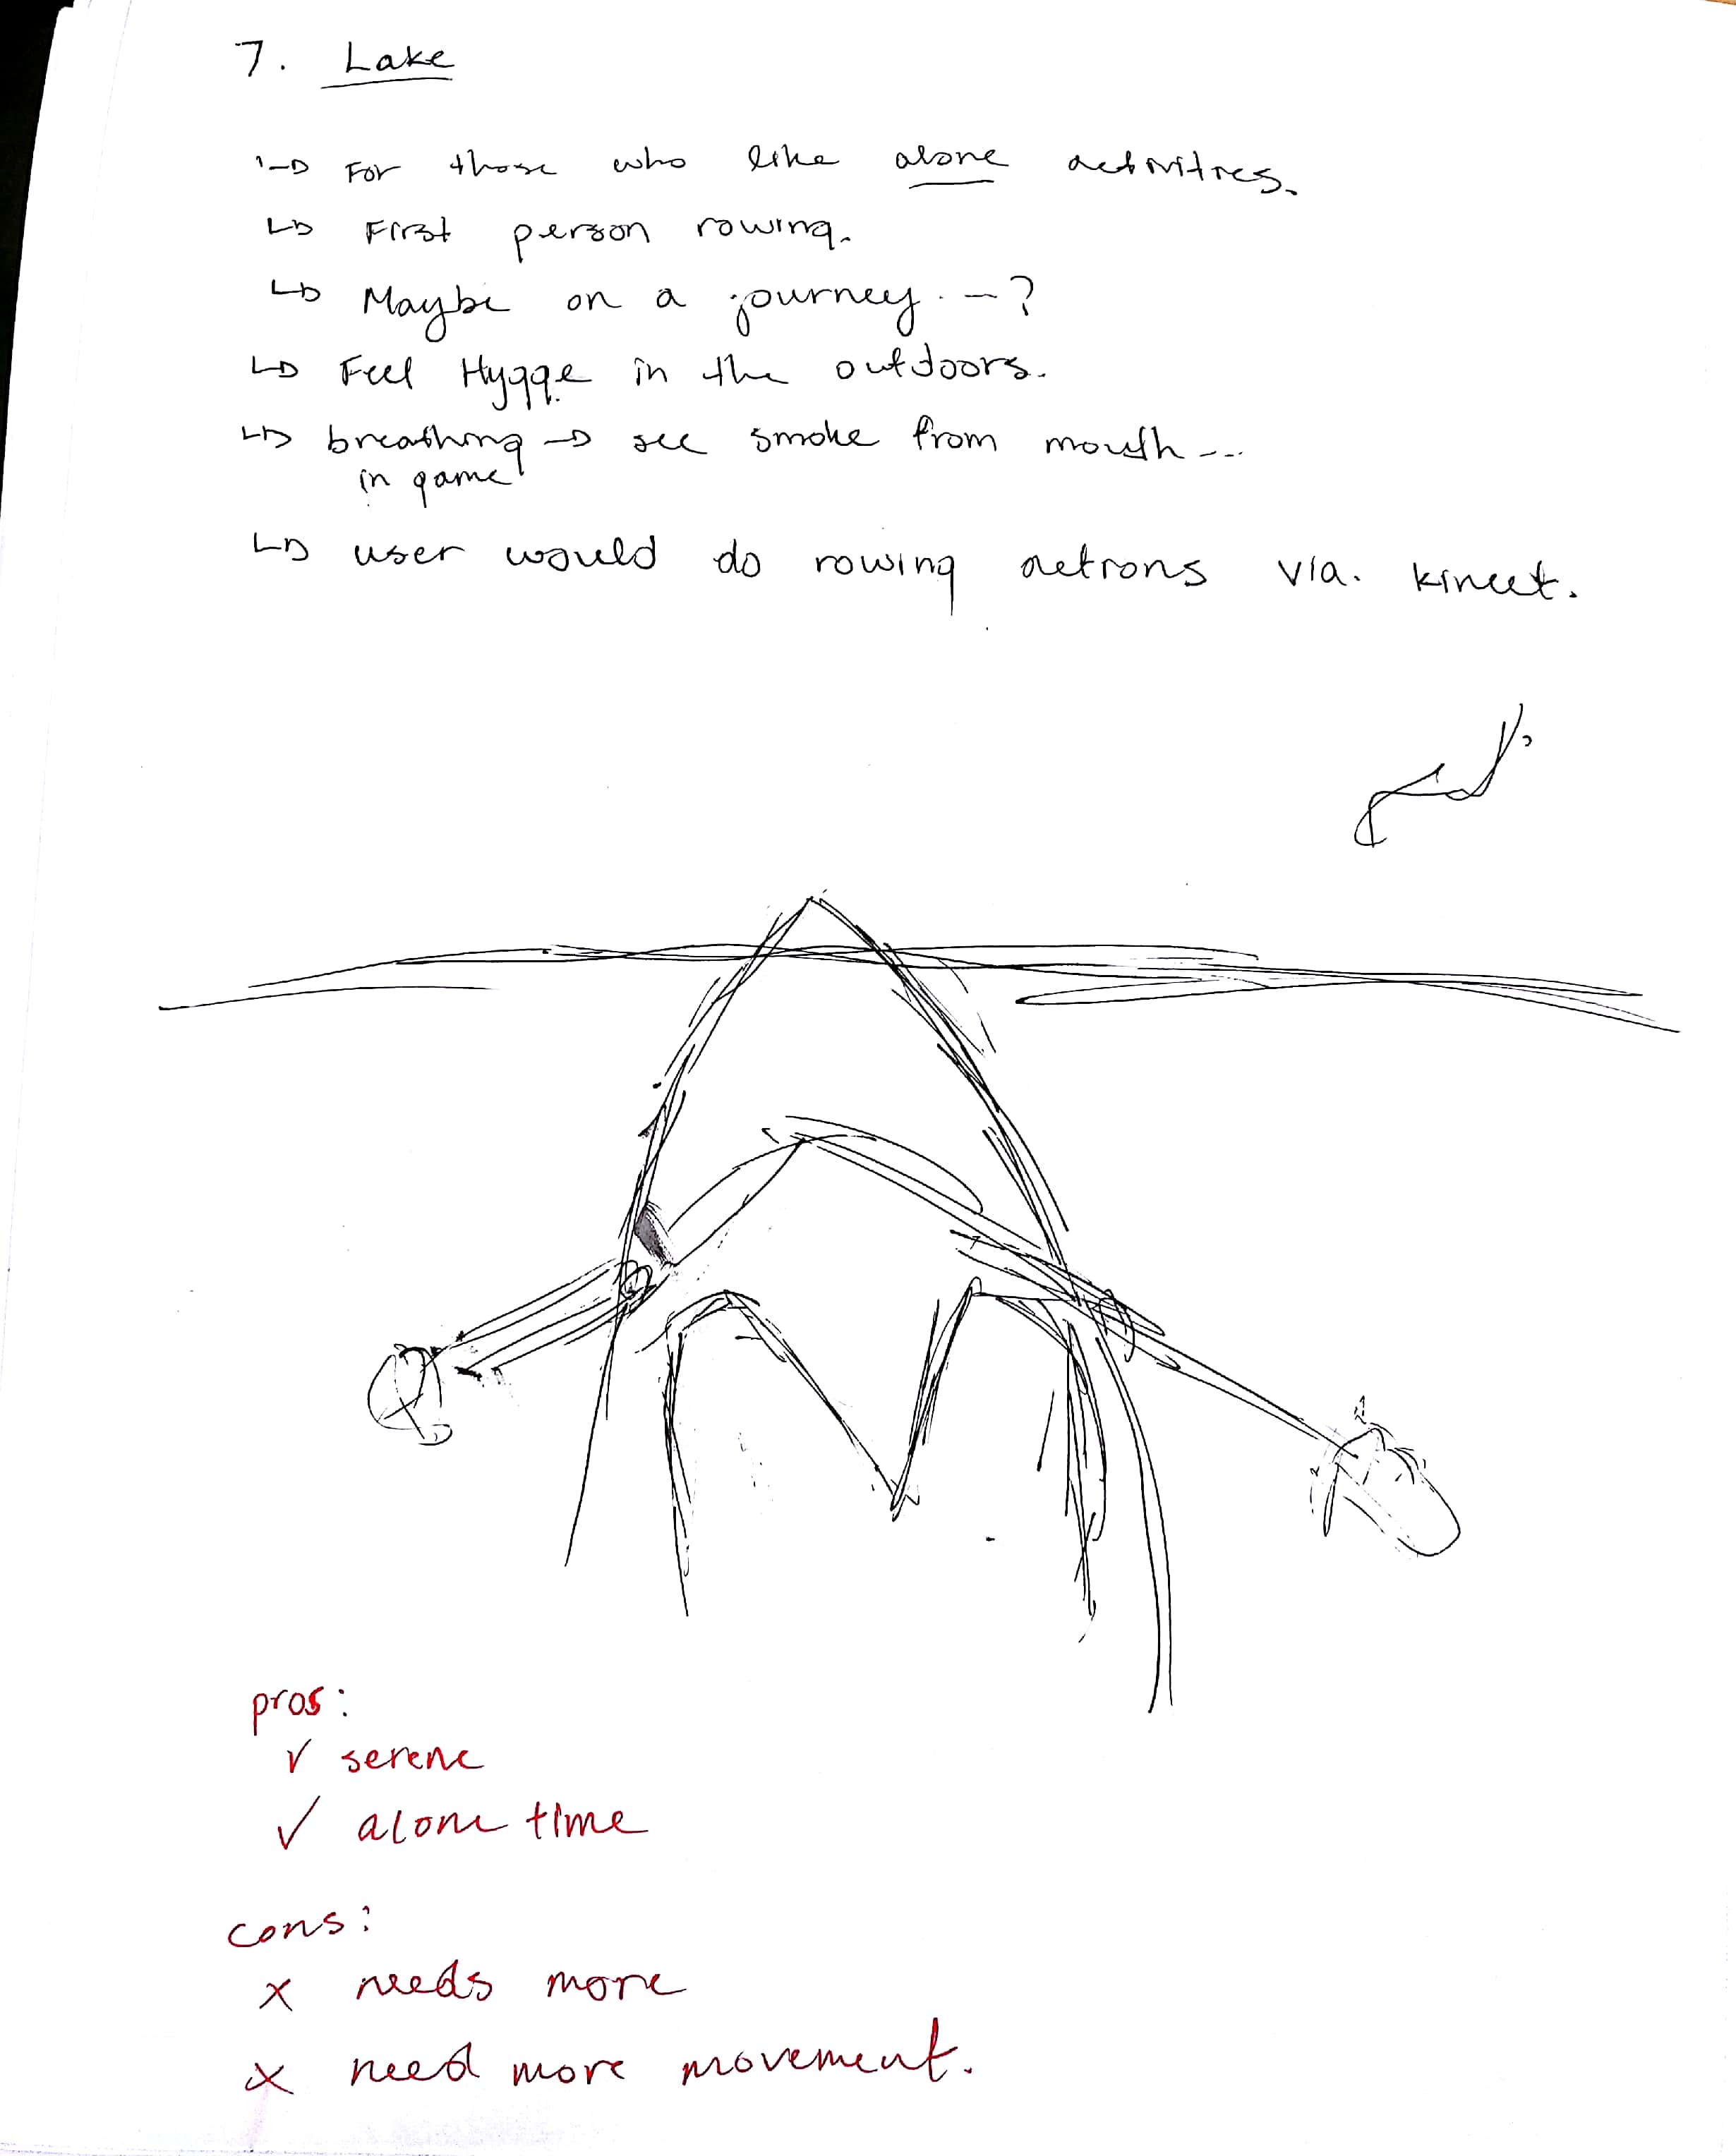 7. Lake
For those who like alone activities.
First person rowing.
Maybe on a journey. - ?
Feel Hygge in the outdoors.
breathing → see smoke from mouth ...
in game
user would do rowing actions via. kinect.
pros:
✓ serene
✓ alone time
cons:
x needs more
x need more movement.